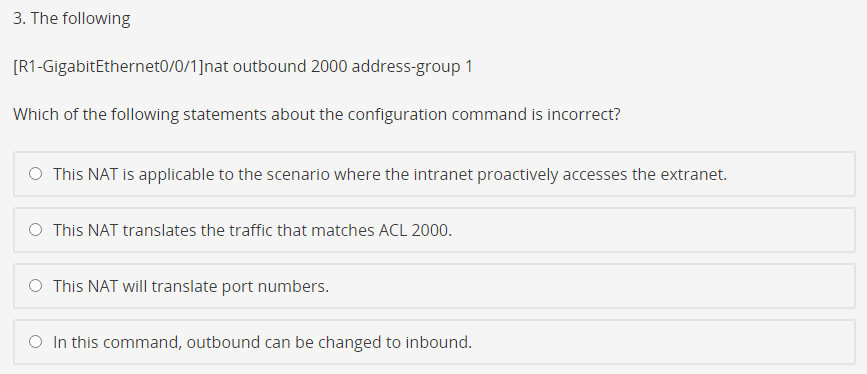 3. The following
[R1-GigabitEthernet0/0/1]nat outbound 2000 address-group 1
Which of the following statements about the configuration command is incorrect?
This NAT is applicable to the scenario where the intranet proactively accesses the extranet.
This NAT translates the traffic that matches ACL 2000.
This NAT will translate port numbers.
In this command, outbound can be changed to inbound.